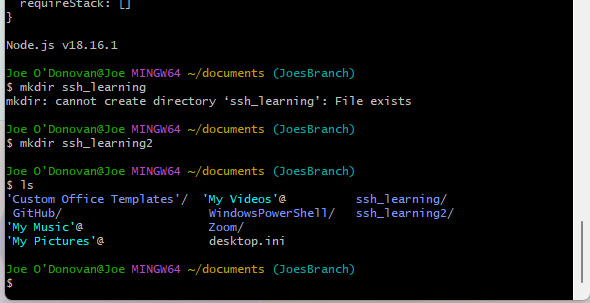 requireStack: []
}
Node.js v18.16.1
Joe O'Donovan@Joe MINGW64 ~/documents (JoesBranch)
$ mkdir ssh_learning
mkdir: cannot create directory ‘ssh_learning’: File exists
Joe O'Donovan@Joe MINGW64 ~/documents (JoesBranch)
$ mkdir ssh_learning2
Joe O'Donovan@Joe MINGW64 ~/documents (JoesBranch)
$ ls
'Custom Office Templates'/ 'My Videos'@ ssh_learning/
GitHub/ WindowsPowerShell/ ssh_learning2/
'My Music'@ Zoom/
'My Pictures'@ desktop.ini
Joe O'Donovan@Joe MINGW64 ~/documents (JoesBranch)
$